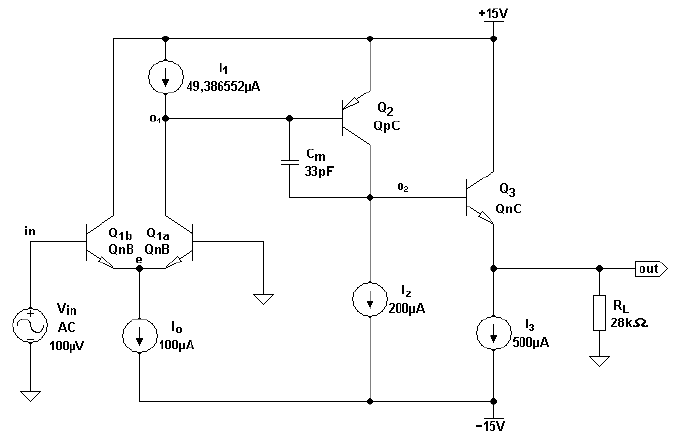 +15V
I1
49,386552µA
o1
Q2
QpC
Cm
33pF
o2
Q3
QnC
in
Q1b Q1a
QnB QnB
e
Vin
AC
100µV
Io
100µA
I2
200µA
I3
500µA
out
RL
28kΩ
−15V